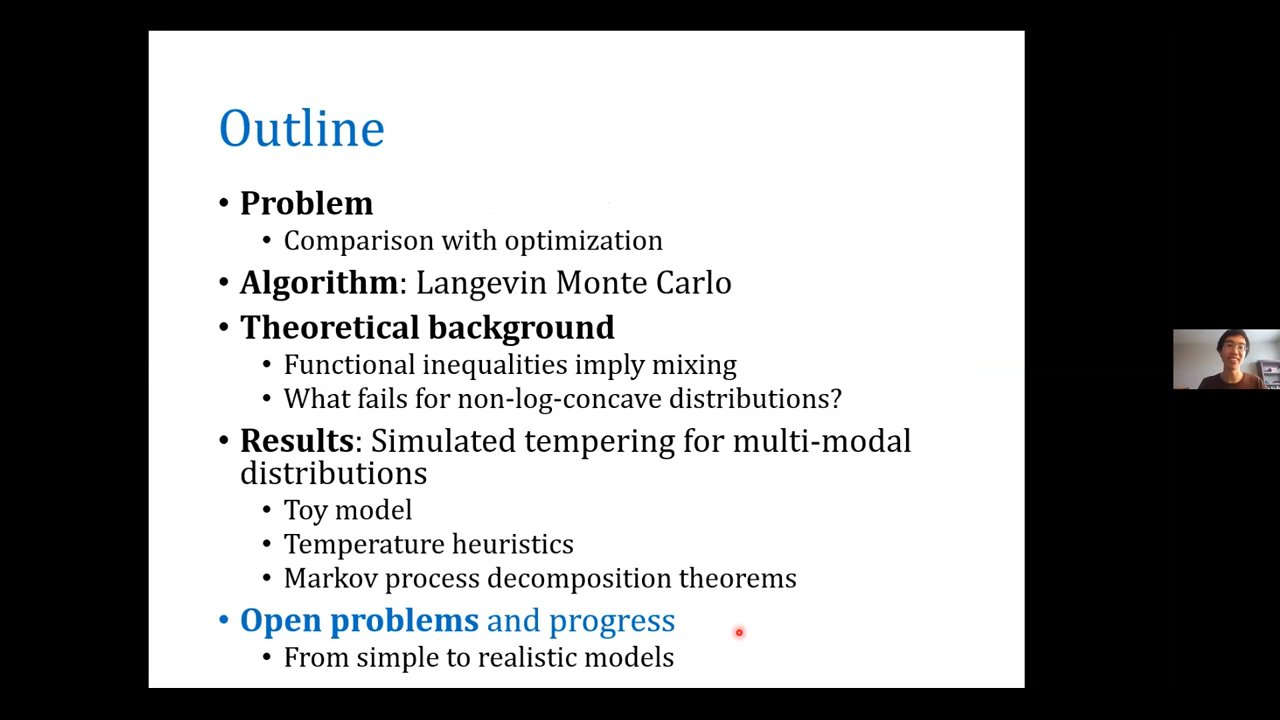 Outline
• Problem
• Comparison with optimization
• Algorithm: Langevin Monte Carlo
• Theoretical background
• Functional inequalities imply mixing
• What fails for non-log-concave distributions?
• Results: Simulated tempering for multi-modal
distributions
• Toy model
• Temperature heuristics
• Markov process decomposition theorems
• Open problems and progress
• From simple to realistic models